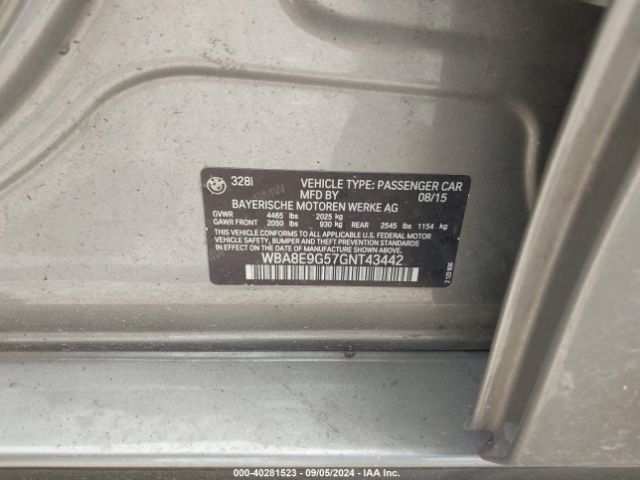 328I VEHICLE TYPE: PASSENGER CAR
MFD BY 08/15
BAYERISCHE MOTOREN WERKE AG
GVWR 4465 lbs 2025 kg
GAWR FRONT 2050 lbs 930 kg REAR 2545 lbs 1154 kg
THIS VEHICLE CONFORMS TO ALL APPLICABLE U.S. FEDERAL MOTOR
VEHICLE SAFETY, BUMPER, AND THEFT PREVENTION STANDARDS
IN EFFECT ON THE DATE OF MANUFACTURE SHOWN ABOVE.
WBA8E9G57GNT43442
000-40281523 - 09/05/2024 - IAA Inc.